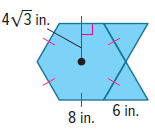 4√3 in.
8 in.
6 in.